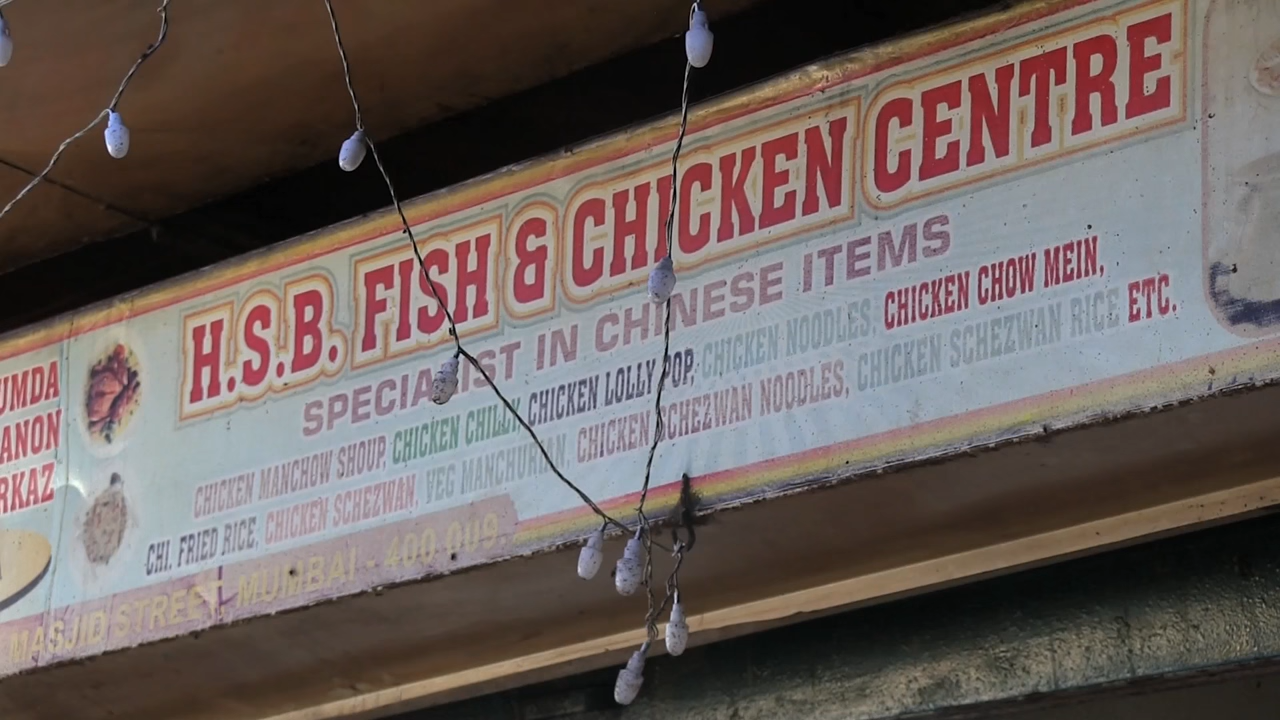 H.S.B. FISH & CHICKEN CENTRE
SPECIALIST IN CHINESE ITEMS
CHICKEN MANCHOW SHOUP, CHICKEN CHILLY, CHICKEN LOLLY POP, CHICKEN NOODLES. CHICKEN CHOW MEIN,
CHI. FRIED RICE, CHICKEN SCHEZWAN, VEG MANCHURIAN, CHICKEN SCHEZWAN NOODLES, CHICKEN SCHEZWAN RICE ETC.
MASJID STREET, MUMBAI - 400 009.
UMDA
ANON
RKAZ